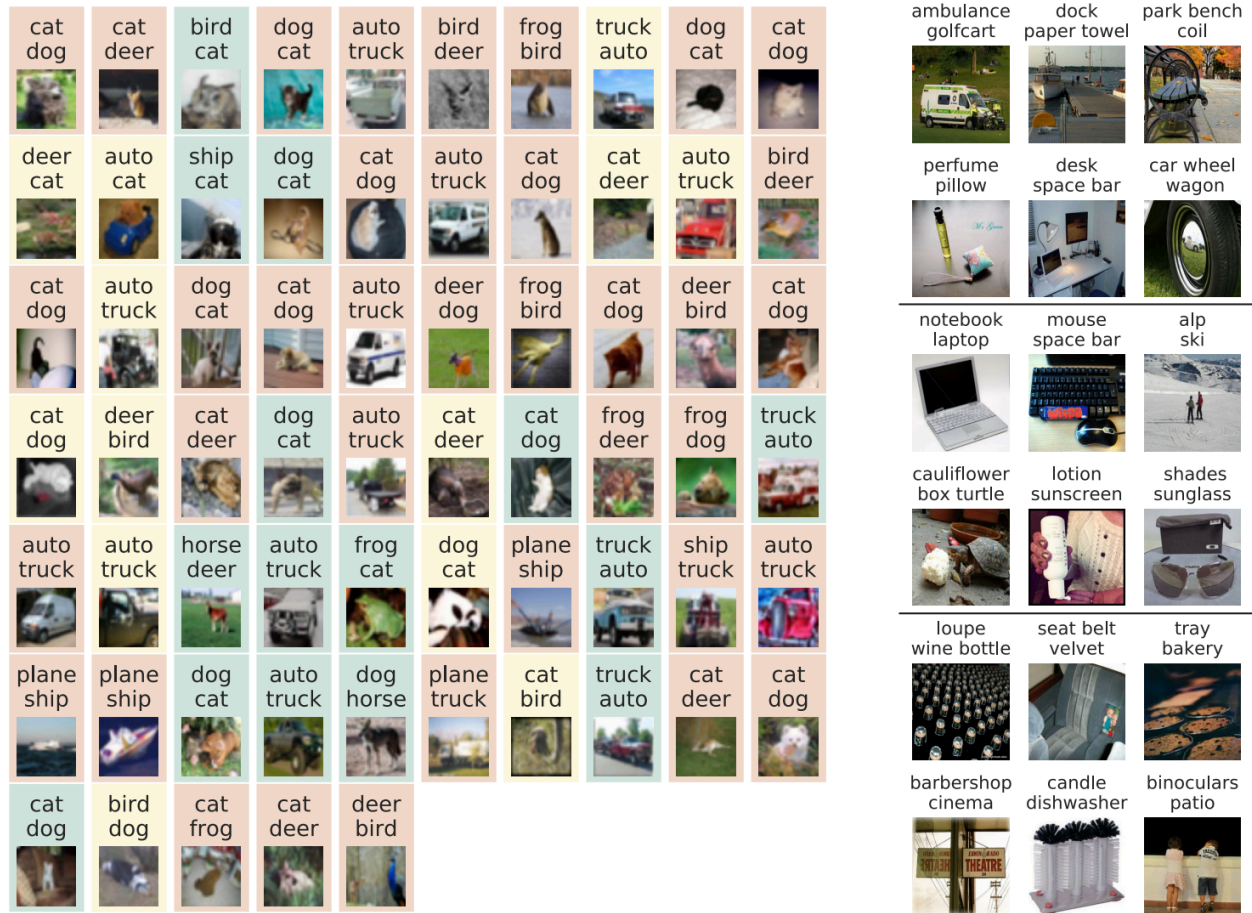 cat
dog
cat
deer
bird
cat
dog
cat
auto
truck
bird
deer
frog
bird
truck
auto
dog
cat
cat
dog
deer
cat
auto
cat
ship
cat
dog
cat
cat
dog
auto
truck
cat
dog
cat
deer
auto
truck
bird
deer
cat
dog
auto
truck
dog
cat
cat
dog
auto
truck
deer
dog
frog
bird
cat
dog
deer
bird
cat
dog
cat
dog
deer
bird
cat
deer
dog
cat
auto
truck
cat
deer
cat
dog
frog
deer
frog
dog
truck
auto
auto
truck
auto
truck
horse
deer
auto
truck
frog
cat
dog
cat
plane
ship
truck
auto
ship
truck
auto
truck
plane
ship
plane
ship
dog
cat
auto
truck
dog
horse
plane
truck
cat
bird
truck
auto
cat
deer
cat
dog
cat
dog
bird
dog
cat
frog
cat
deer
deer
bird
ambulance
golfcart
dock
paper towel
park bench
coil
perfume
pillow
Ms Green
desk
space bar
car wheel
wagon
notebook
laptop
mouse
space bar
alp
ski
cauliflower
box turtle
lotion
sunscreen
shades
sunglass
loupe
wine bottle
seat belt
velvet
tray
bakery
barbershop
cinema
THEATRE
candle
dishwasher
binoculars
patio